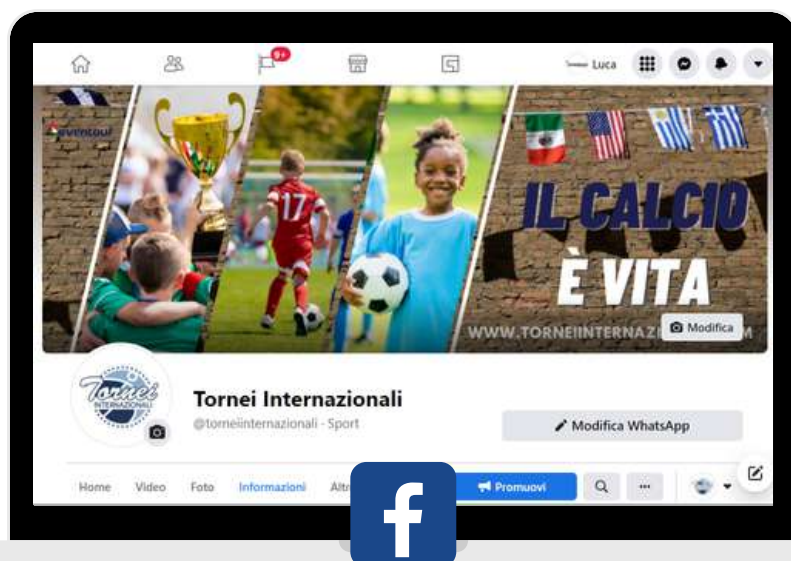 9+
Luca
eventour
17
IL CALCIO
È VITA
Modifica
WWW.TORNEIINTERNAZI
M
Tornei
INTERNAZIONALI
Tornei Internazionali
@torneiinternazionali · Sport
Modifica WhatsApp
Home Video Foto Informazioni Altr
Promuovi
f